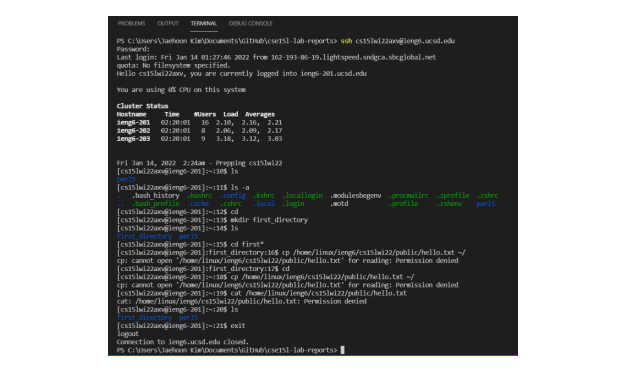 PROBLEMS OUTPUT TERMINAL DEBUG CONSOLE
PS C:\Users\Jaehoon Kim\Documents\GitHub\cse15l-lab-reports> ssh cs15lwi22axv@ieng6.ucsd.edu
Password:
Last login: Fri Jan 14 01:27:46 2022 from 162-193-86-19.lightspeed.sndgca.sbcglobal.net
quota: No filesystem specified.
Hello cs15lwi22axv, you are currently logged into ieng6-201.ucsd.edu
You are using 0% CPU on this system
Cluster Status
Hostname Time #Users Load Averages
ieng6-201 02:20:01 16 2.10, 2.16, 2.21
ieng6-202 02:20:01 8 2.06, 2.09, 2.17
ieng6-203 02:20:01 9 3.18, 3.12, 3.03
Fri Jan 14, 2022 2:24am - Prepping cs15lwi22
[cs15lwi22axv@ieng6-201]:~:10$ ls
perl5
[cs15lwi22axv@ieng6-201]:~:11$ ls -a
. .bash_history .bashrc .config .kshrc .locallogin .modulesbegenv .procmailrc .zprofile .zshrc
.. .bash_profile .cache .cshrc .local .login .motd .profile .zshenv perl5
[cs15lwi22axv@ieng6-201]:~:12$ cd
[cs15lwi22axv@ieng6-201]:~:13$ mkdir first_directory
[cs15lwi22axv@ieng6-201]:~:14$ ls
first_directory perl5
[cs15lwi22axv@ieng6-201]:~:15$ cd first*
[cs15lwi22axv@ieng6-201]:first_directory:16$ cp /home/linux/ieng6/cs15lwi22/public/hello.txt ~/
cp: cannot open '/home/linux/ieng6/cs15lwi22/public/hello.txt' for reading: Permission denied
[cs15lwi22axv@ieng6-201]:first_directory:17$ cd
[cs15lwi22axv@ieng6-201]:~:18$ cp /home/linux/ieng6/cs15lwi22/public/hello.txt ~/
cp: cannot open '/home/linux/ieng6/cs15lwi22/public/hello.txt' for reading: Permission denied
[cs15lwi22axv@ieng6-201]:~:19$ cat /home/linux/ieng6/cs15lwi22/public/hello.txt
cat: /home/linux/ieng6/cs15lwi22/public/hello.txt: Permission denied
[cs15lwi22axv@ieng6-201]:~:20$ ls
first_directory perl5
[cs15lwi22axv@ieng6-201]:~:21$ exit
logout
Connection to ieng6.ucsd.edu closed.
PS C:\Users\Jaehoon Kim\Documents\GitHub\cse15l-lab-reports>